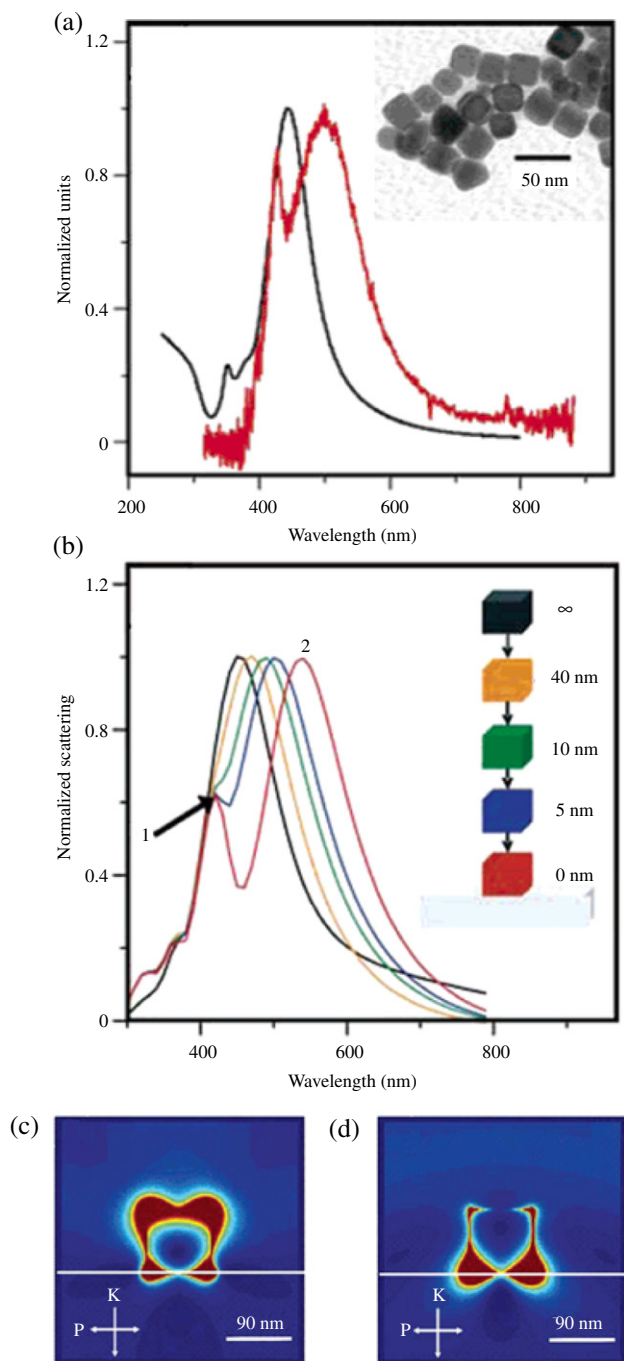 (a)
1.2
0.8
0.4
0
Normalized units
50 nm
200 400 600 800
Wavelength (nm)
(b)
1.2
0.8
0.4
0
Normalized scattering
1
2
∞
40 nm
10 nm
5 nm
0 nm
400 600 800
Wavelength (nm)
(c) (d)
K
P
90 nm
K
P
90 nm